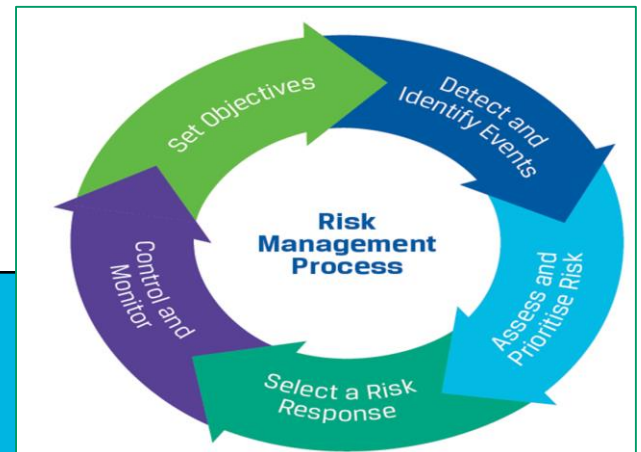 Set Objectives
Detect and
Identify Events
Assess and
Prioritise Risk
Select a Risk
Response
Control and
Monitor
Risk
Management
Process